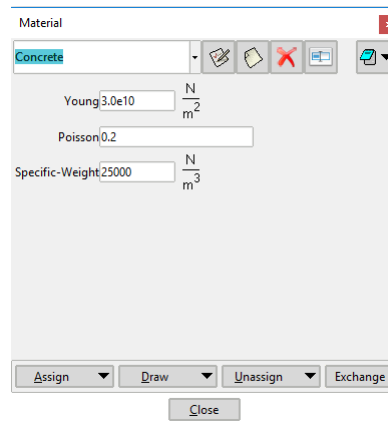 Material
Concrete
Young 3.0e10 N/m²
Poisson 0.2
Specific-Weight 25000 N/m³
Assign Draw Unassign Exchange
Close